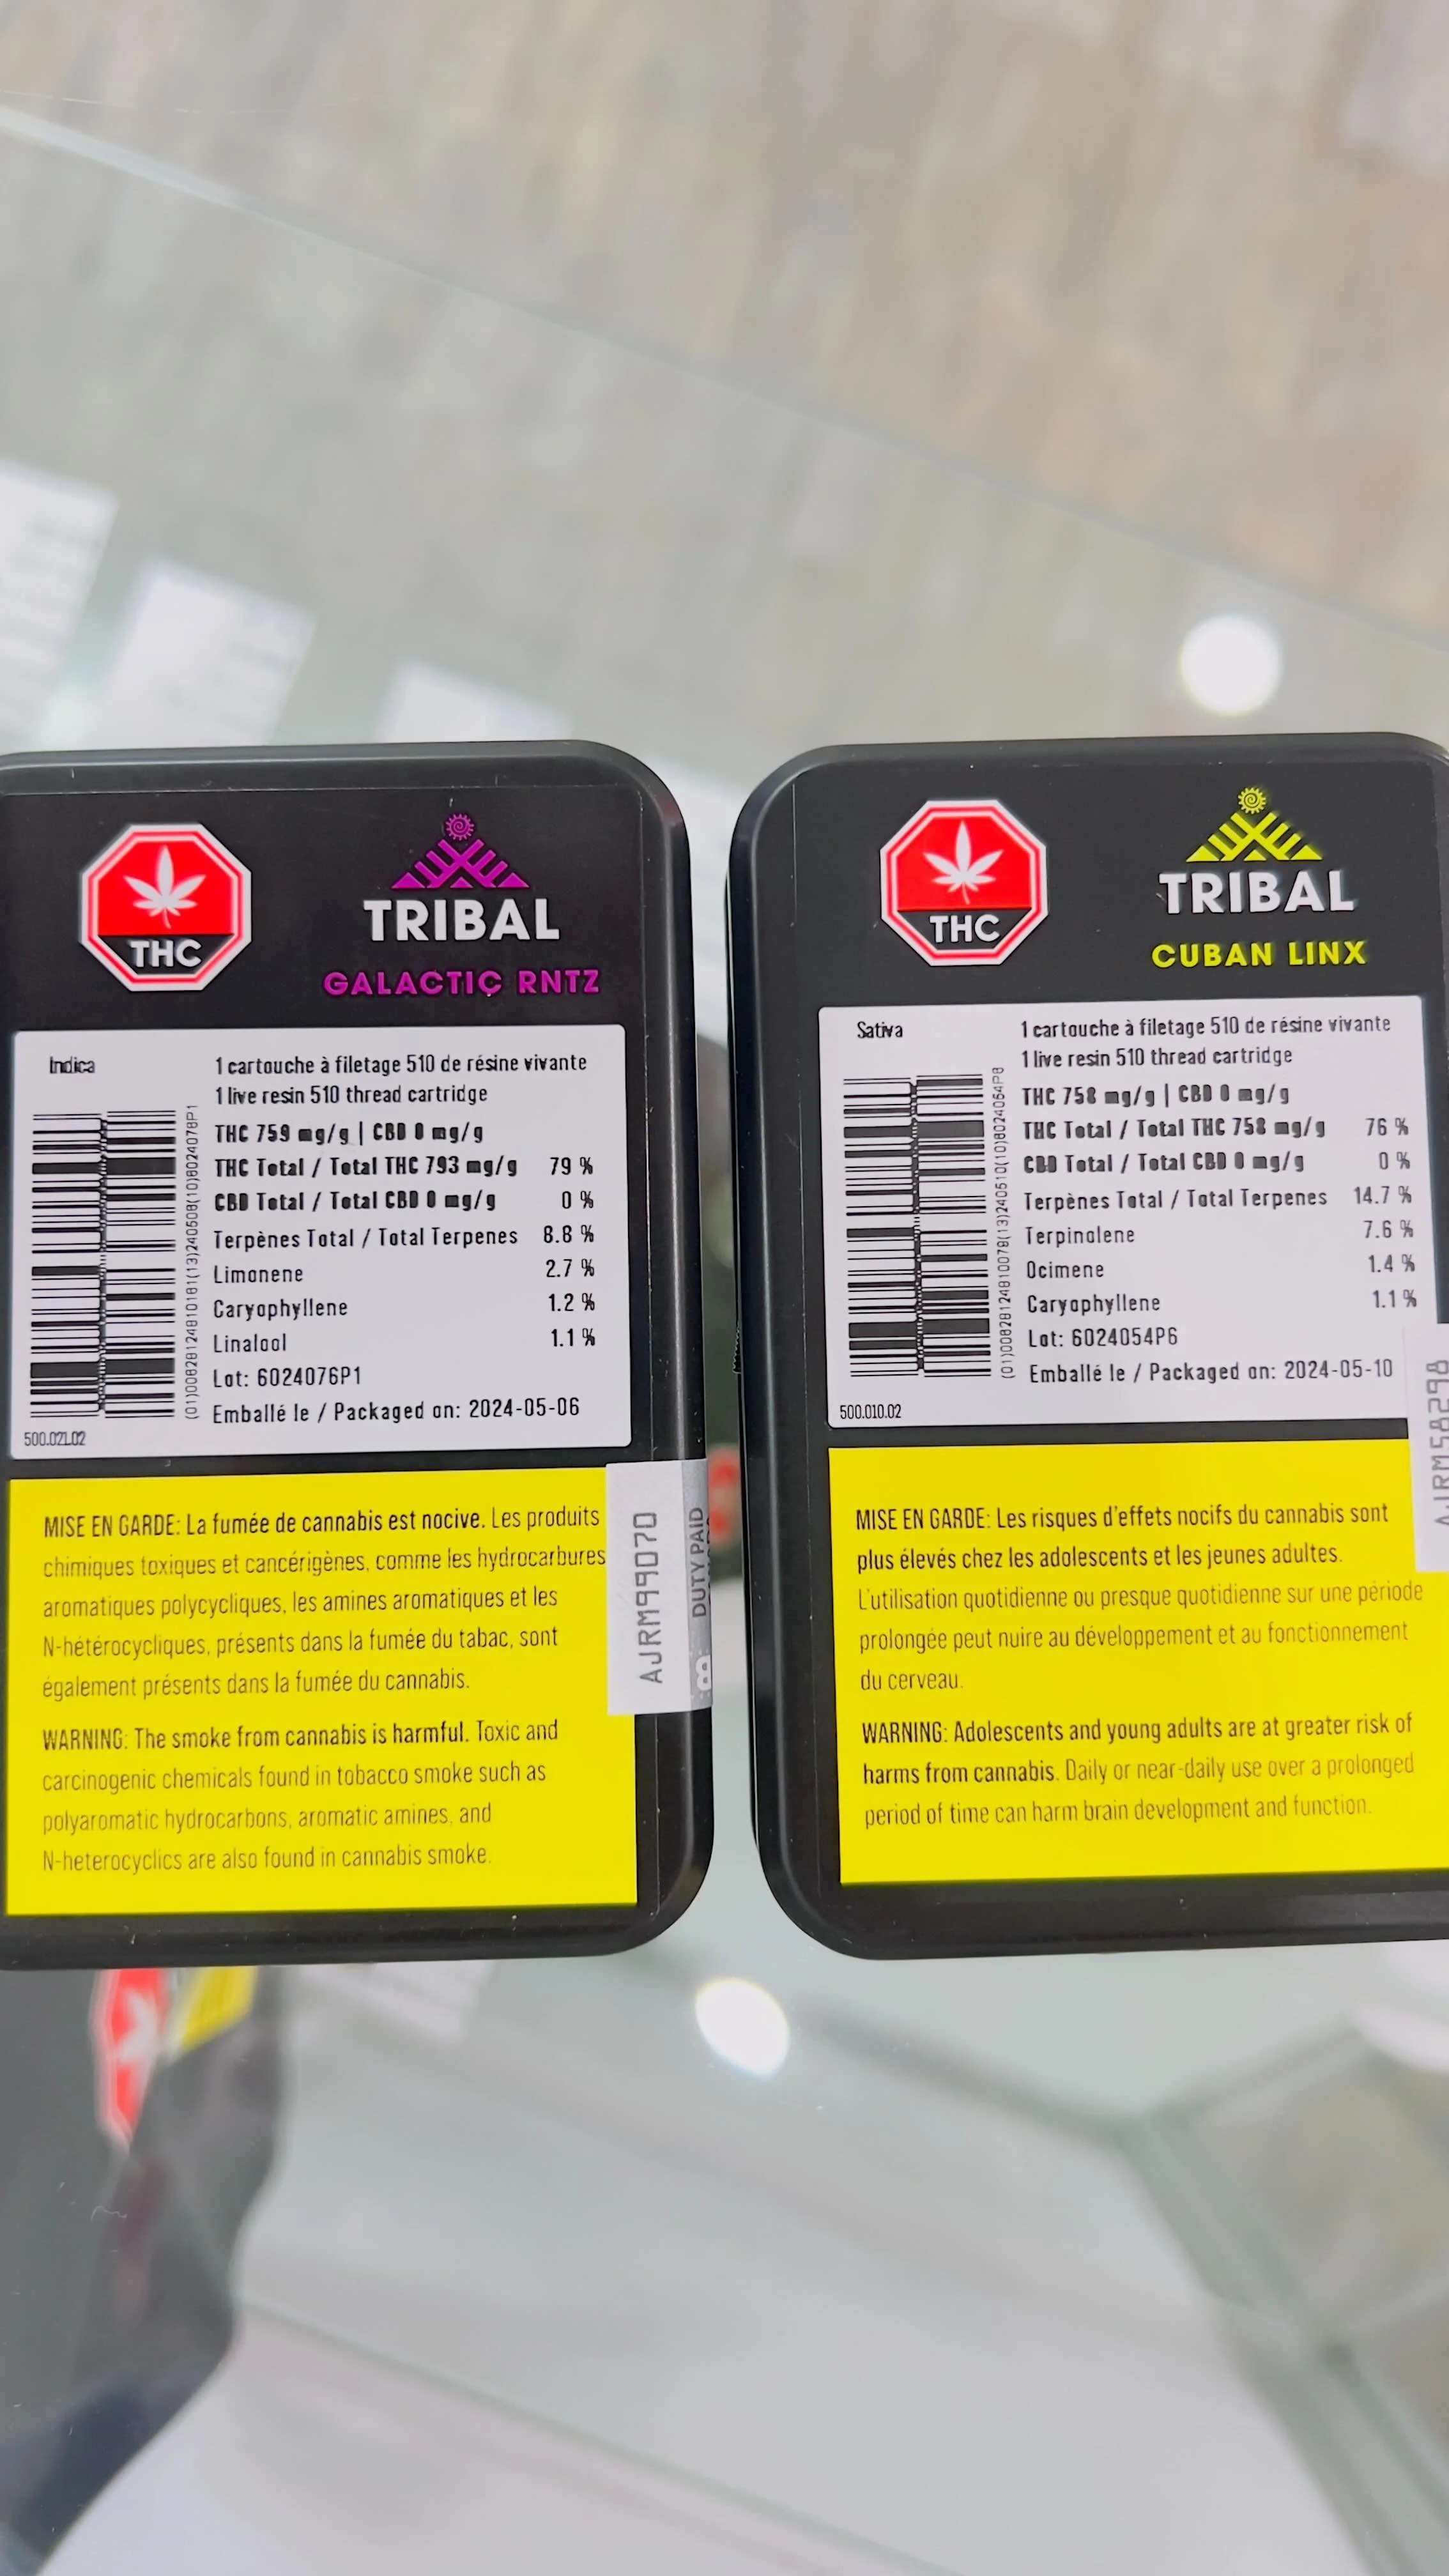 THC
TRIBAL
GALACTIC RNTZ
Indica
1 cartouche à filetage 510 de résine vivante
1 live resin 510 thread cartridge
THC 759 mg/g | CBD 0 mg/g
THC Total / Total THC 793 mg/g 79 %
CBD Total / Total CBD 0 mg/g 0 %
Terpènes Total / Total Terpenes 8.8 %
Limonene 2.7 %
Caryophyllene 1.2 %
Linalool 1.1 %
Lot: 6024076P1
Emballé le / Packaged on: 2024-05-06
500.021.02
MISE EN GARDE: La fumée de cannabis est nocive. Les produits
chimiques toxiques et cancérigènes, comme les hydrocarbures
aromatiques polycycliques, les amines aromatiques et les
N-hétérocycliques, présents dans la fumée du tabac, sont
également présents dans la fumée du cannabis.
WARNING: The smoke from cannabis is harmful. Toxic and
carcinogenic chemicals found in tobacco smoke such as
polyaromatic hydrocarbons, aromatic amines, and
N-heterocyclics are also found in cannabis smoke.
AJRM99070
DUTY PAID
THC
TRIBAL
CUBAN LINX
Sativa
1 cartouche à filetage 510 de résine vivante
1 live resin 510 thread cartridge
THC 758 mg/g | CBD 0 mg/g
THC Total / Total THC 758 mg/g 76 %
CBD Total / Total CBD 0 mg/g 0 %
Terpènes Total / Total Terpenes 14.7 %
Terpinolene 7.6 %
Ocimene 1.4 %
Caryophyllene 1.1 %
Lot: 6024054P6
Emballé le / Packaged on: 2024-05-10
500.010.02
MISE EN GARDE: Les risques d'effets nocifs du cannabis sont
plus élevés chez les adolescents et les jeunes adultes.
L'utilisation quotidienne ou presque quotidienne sur une période
prolongée peut nuire au développement et au fonctionnement
du cerveau.
WARNING: Adolescents and young adults are at greater risk of
harms from cannabis. Daily or near-daily use over a prolonged
period of time can harm brain development and function.
AJRM58298